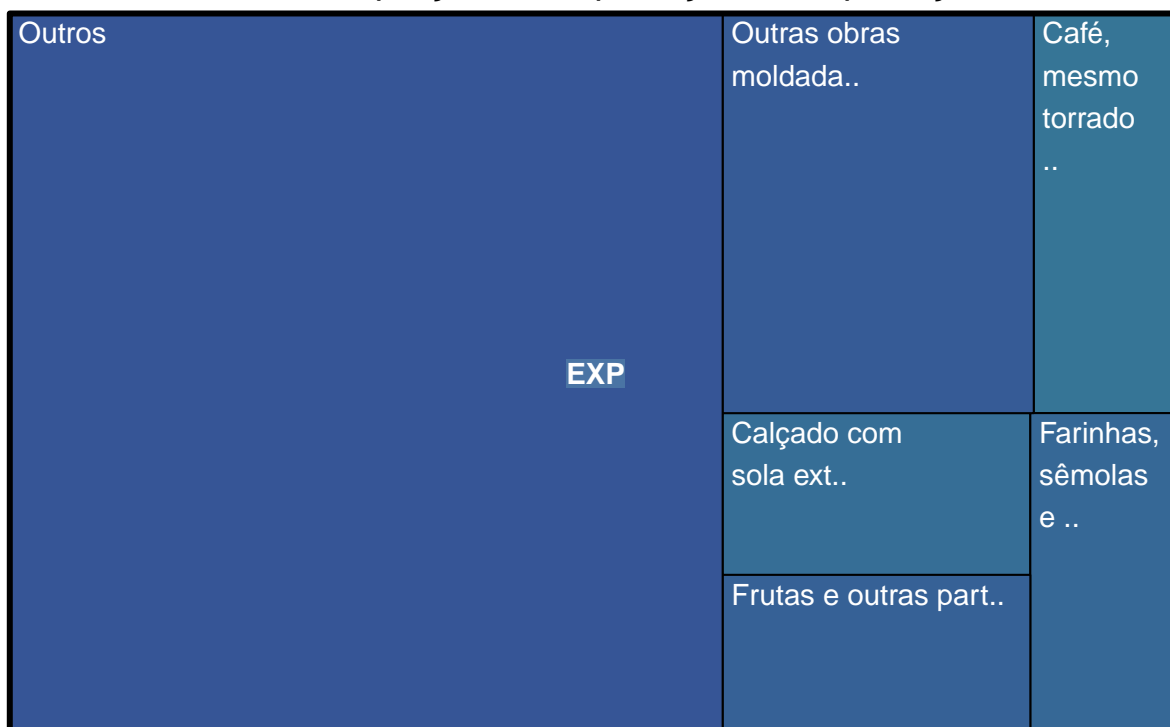 Outros
Outras obras
moldada..
Café,
mesmo
torrado
..
EXP
Calçado com
sola ext..
Farinhas,
sêmolas
e ..
Frutas e outras part..